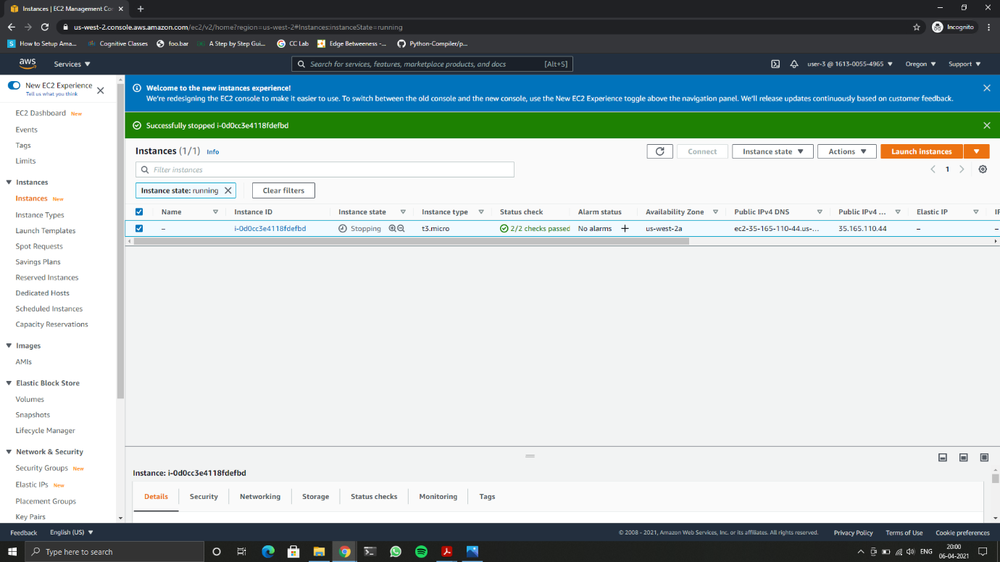 Instances | EC2 Management Con
us-west-2.console.aws.amazon.com/ec2/v2/home?region=us-west-2#Instances:instanceState=running
Incognito
How to Setup Ama...
Cognitive Classes
foo.bar
A Step by Step Gui...
CC Lab
Edge Betweeness -...
Python-Compiler/p...
aws
Services
Search for services, features, marketplace products, and docs
[Alt+S]
user-3 @ 1613-0055-4965
Oregon
Support
New EC2 Experience
Tell us what you think
Welcome to the new instances experience!
We're redesigning the EC2 console to make it easier to use. To switch between the old console and the new console, use the New EC2 Experience toggle above the navigation panel. We'll release updates continuously based on customer feedback.
Successfully stopped i-0d0cc3e4118fdefbd
EC2 Dashboard New
Events
Tags
Limits
Instances
Instances New
Instance Types
Launch Templates
Spot Requests
Savings Plans
Reserved Instances
Dedicated Hosts
Scheduled Instances
Capacity Reservations
Images
AMIs
Elastic Block Store
Volumes
Snapshots
Lifecycle Manager
Network & Security
Security Groups New
Elastic IPs New
Placement Groups
Key Pairs
Instances (1/1) Info
Connect
Instance state
Actions
Launch instances
Filter instances
1
Instance state: running
Clear filters
Name Instance ID Instance state Instance type Status check Alarm status Availability Zone Public IPv4 DNS Public IPv4 ... Elastic IP IP
– i-0d0cc3e4118fdefbd Stopping t3.micro 2/2 checks passed No alarms + us-west-2a ec2-35-165-110-44.us-... 35.165.110.44 – –
Instance: i-0d0cc3e4118fdefbd
Details Security Networking Storage Status checks Monitoring Tags
Feedback English (US)
© 2008 - 2021, Amazon Web Services, Inc. or its affiliates. All rights reserved.
Privacy Policy Terms of Use Cookie preferences
Type here to search
ENG
20:00
06-04-2021